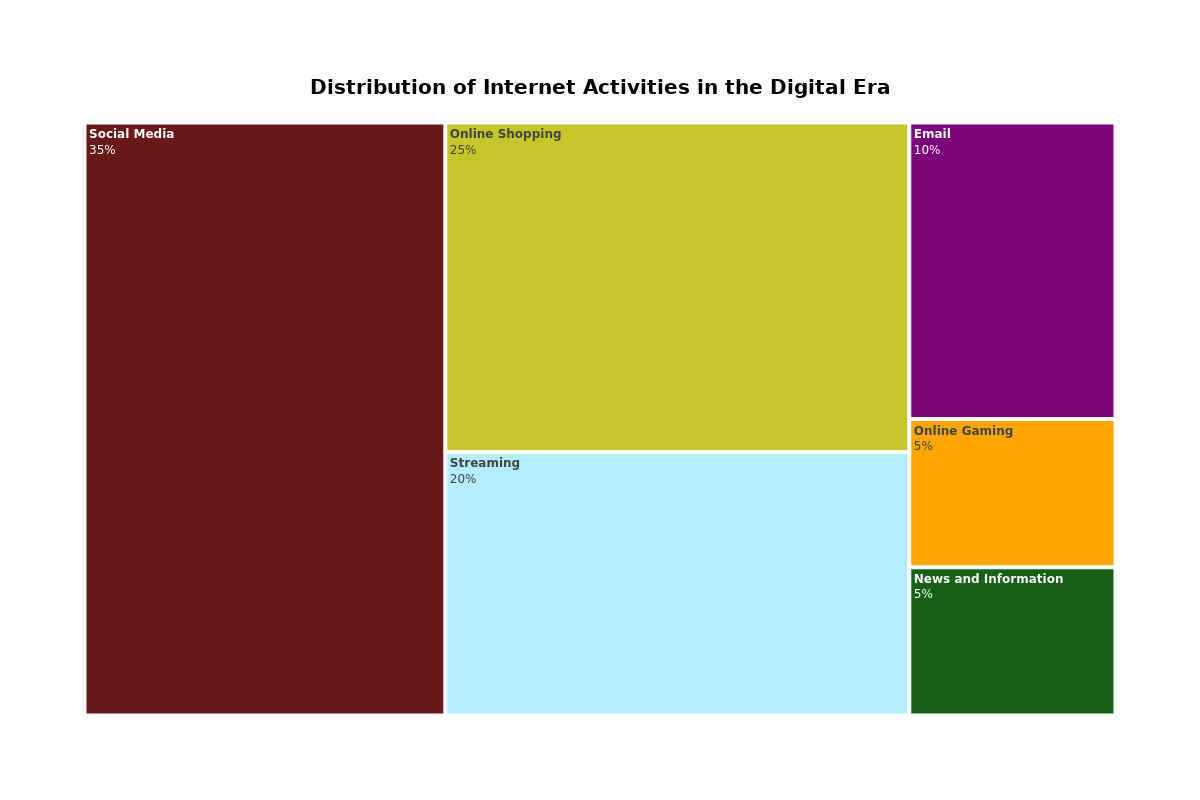 Distribution of Internet Activities in the Digital Era
Social Media
35%
Online Shopping
25%
Streaming
20%
Email
10%
Online Gaming
5%
News and Information
5%